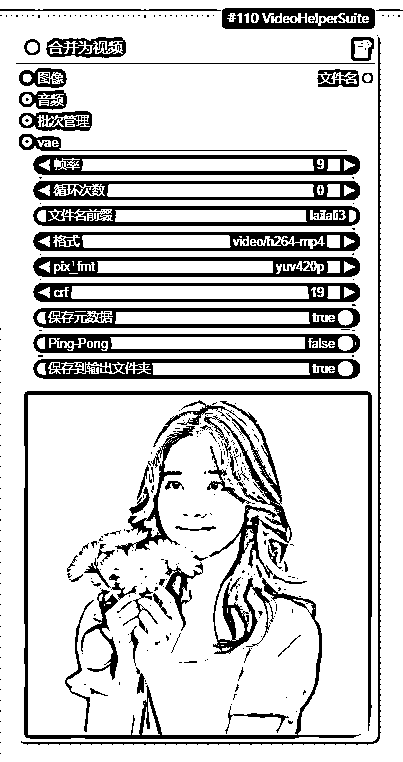 #110 VideoHelperSuite
合并为视频
图像 文件名
音频
批次管理
vae
帧率 9
循环次数 0
文件名前缀
格式 video/h264-mp4
pix_fmt yuv420p
crf 19
保存元数据 true
Ping-Pong false
保存到输出文件夹 true